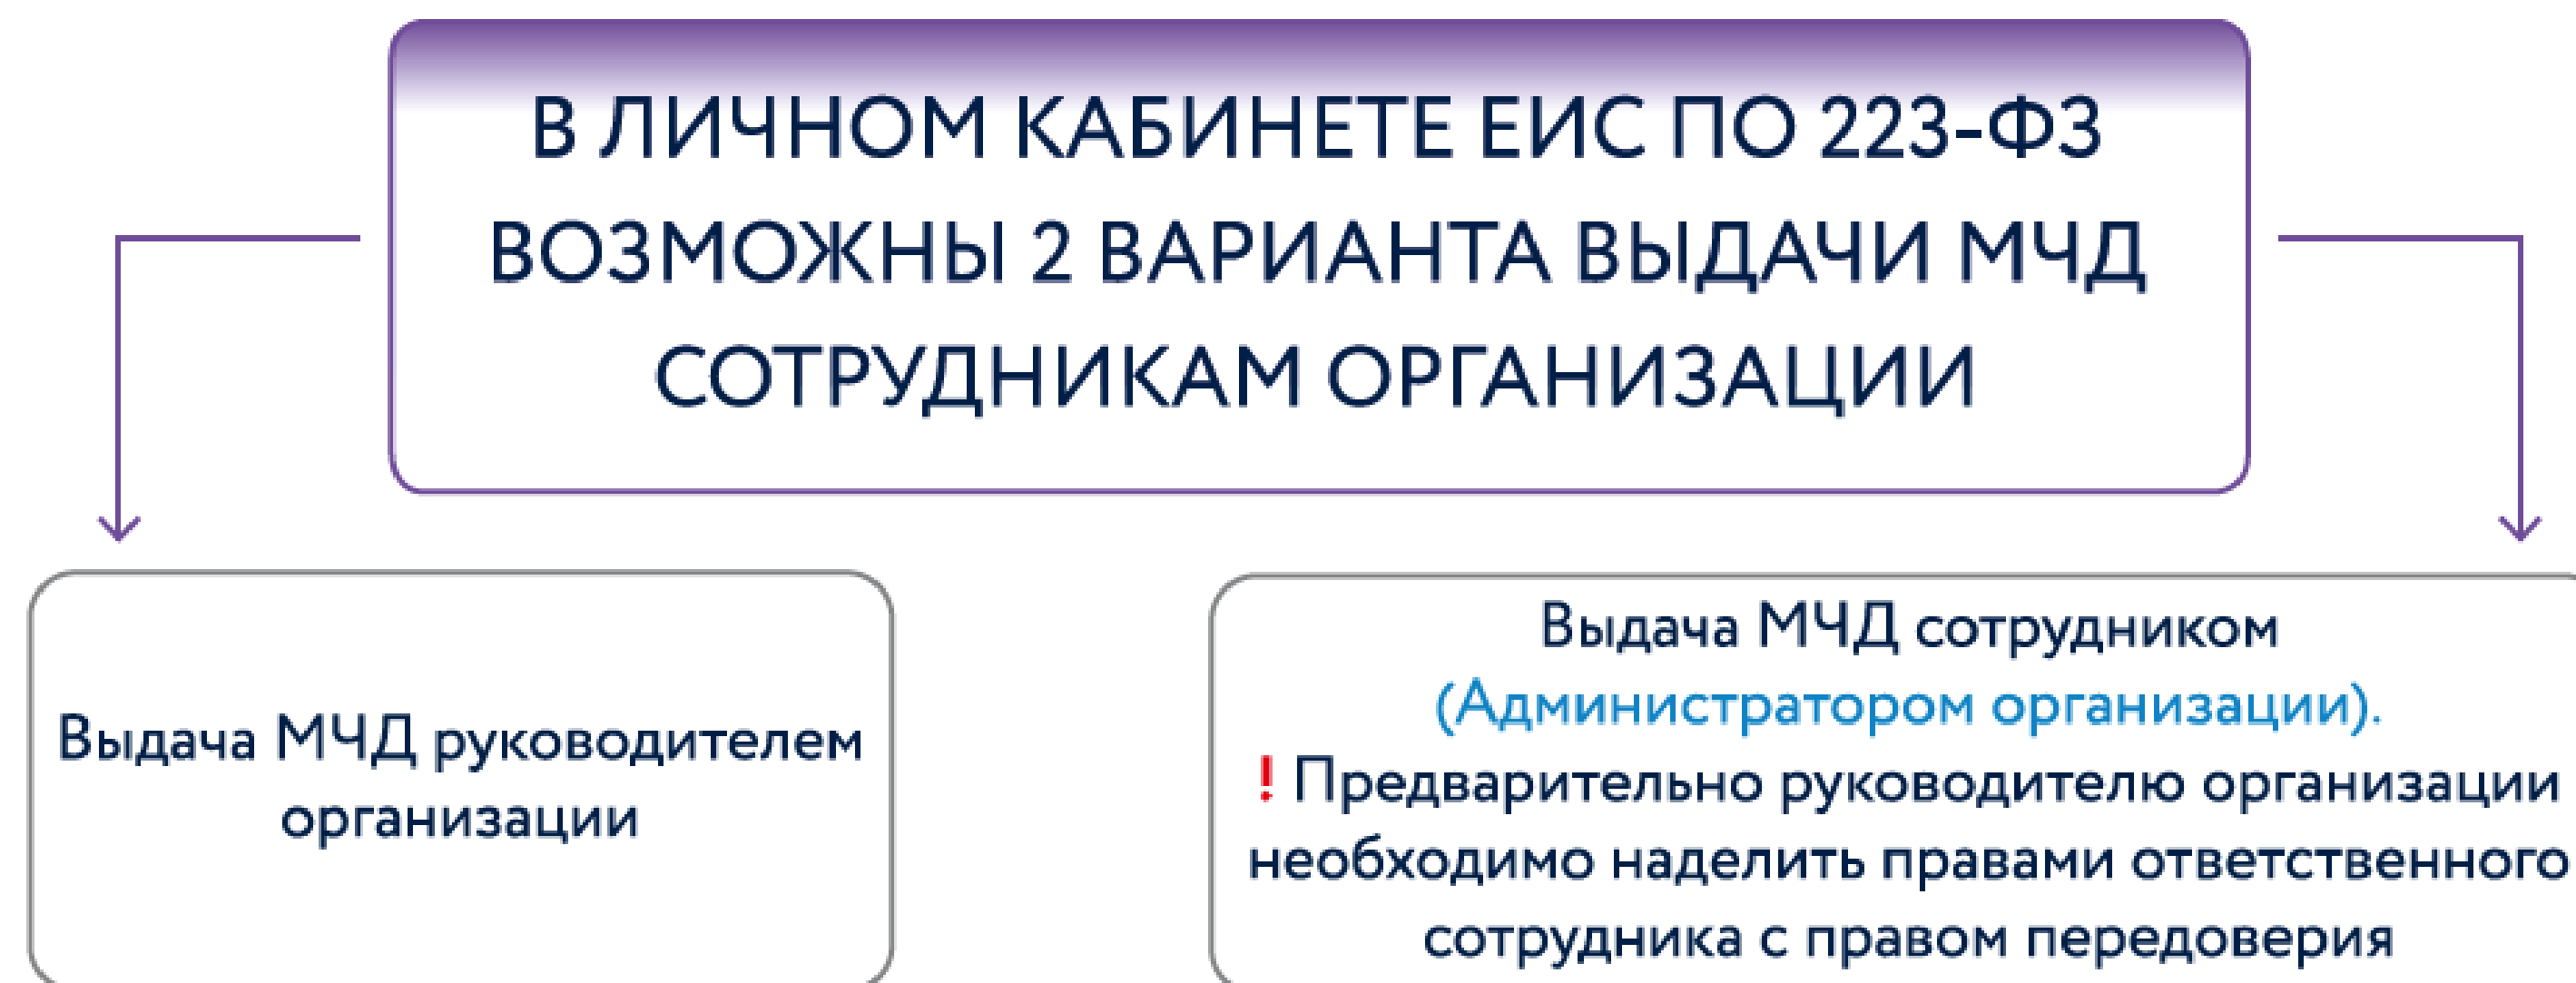 В ЛИЧНОМ КАБИНЕТЕ ЕИС ПО 223-ФЗ
ВОЗМОЖНЫ 2 ВАРИАНТА ВЫДАЧИ МЧД
СОТРУДНИКАМ ОРГАНИЗАЦИИ
Выдача МЧД руководителем
организации
Выдача МЧД сотрудником
(Администратором организации).
! Предварительно руководителю организации
необходимо наделить правами ответственного
сотрудника с правом передоверия